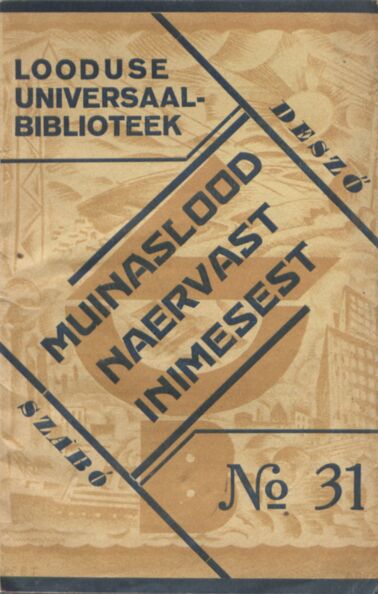 LOODUSE
UNIVERSAAL-
BIBLIOTEEK
DESZŐ
MUINASLOOD
NAERVAST
INIMESEST
SZABÓ
№ 31